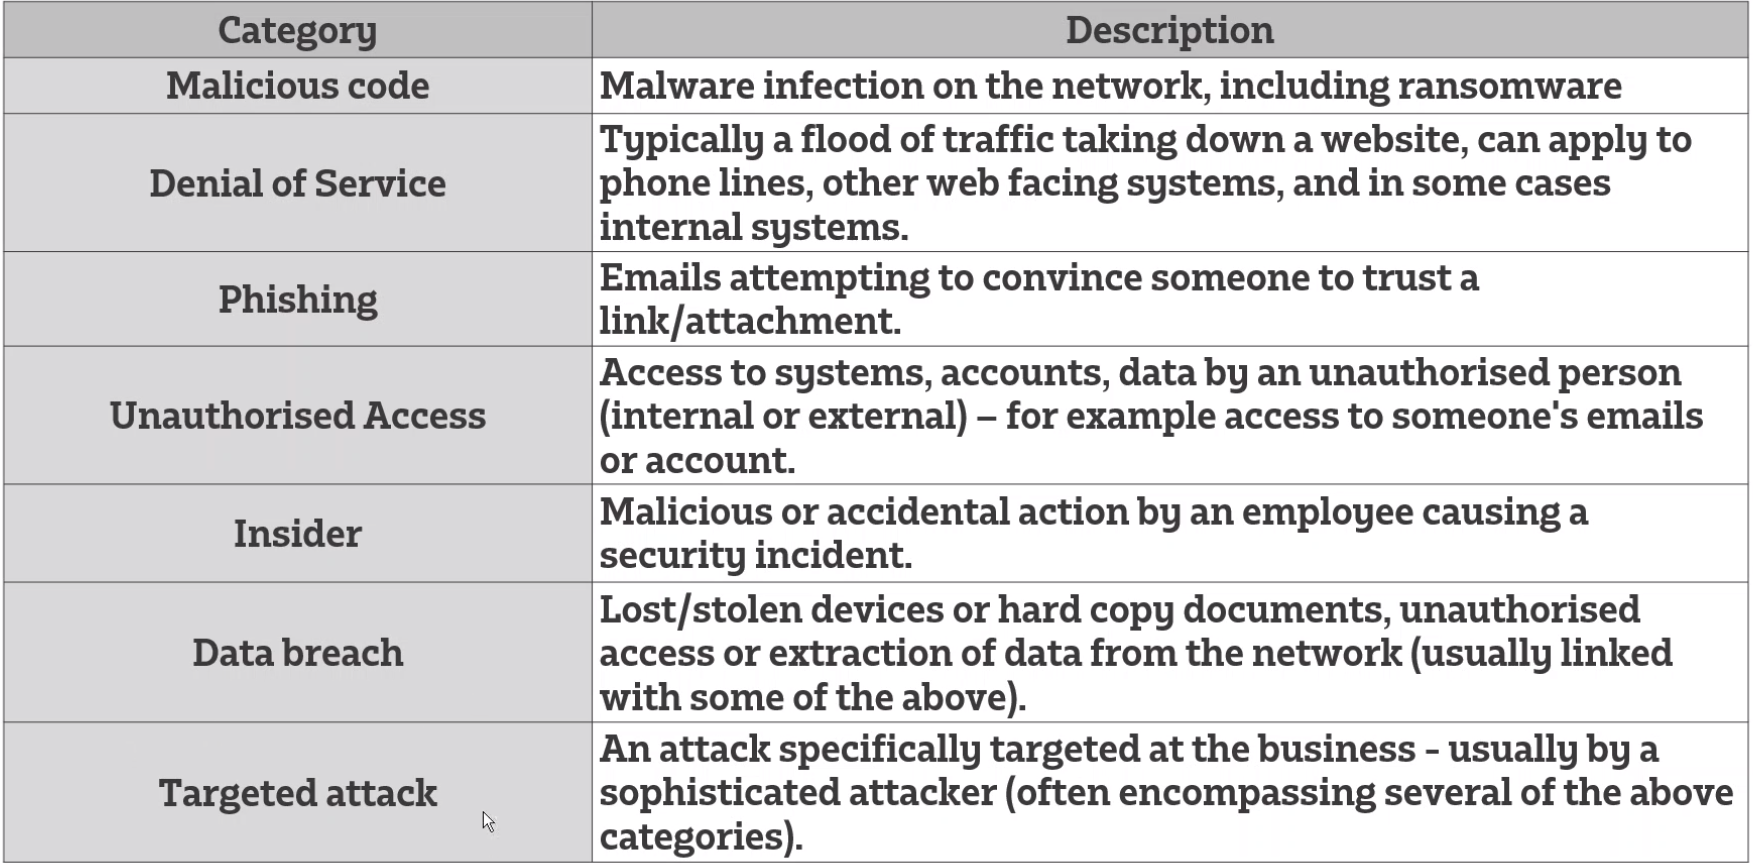 Category
Description
Malicious code
Malware infection on the network, including ransomware
Denial of Service
Typically a flood of traffic taking down a website, can apply to
phone lines, other web facing systems, and in some cases
internal systems.
Phishing
Emails attempting to convince someone to trust a
link/attachment.
Unauthorised Access
Access to systems, accounts, data by an unauthorised person
(internal or external) – for example access to someone's emails
or account.
Insider
Malicious or accidental action by an employee causing a
security incident.
Data breach
Lost/stolen devices or hard copy documents, unauthorised
access or extraction of data from the network (usually linked
with some of the above).
Targeted attack
An attack specifically targeted at the business - usually by a
sophisticated attacker (often encompassing several of the above
categories).